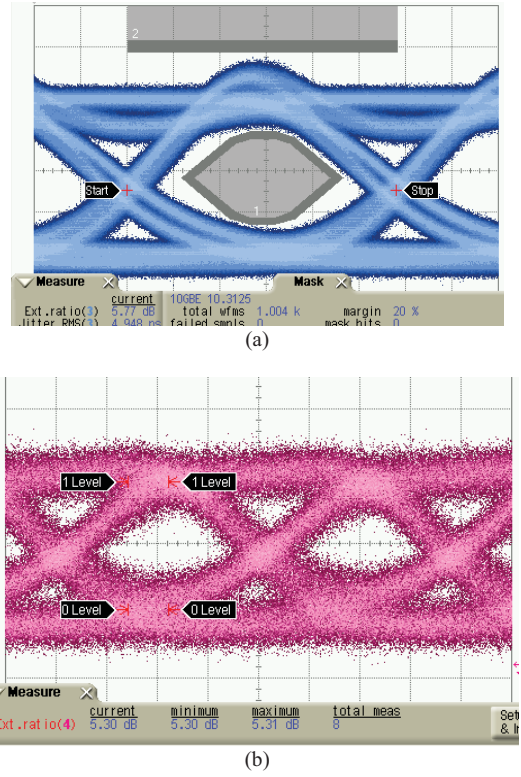 2
Start
Stop
1
Measure
Mask
current
10GBE 10.3125
Ext.ratio(3) 5.77 dB
total wfms 1.004 k
margin 20 %
Jitter RMS(3) 4.948 ps
failed smpls 0
mask hits 0
(a)
1 Level
1 Level
0 Level
0 Level
Measure
current minimum maximum total meas
Ext.ratio(4) 5.30 dB 5.30 dB 5.31 dB 8
& In
(b)